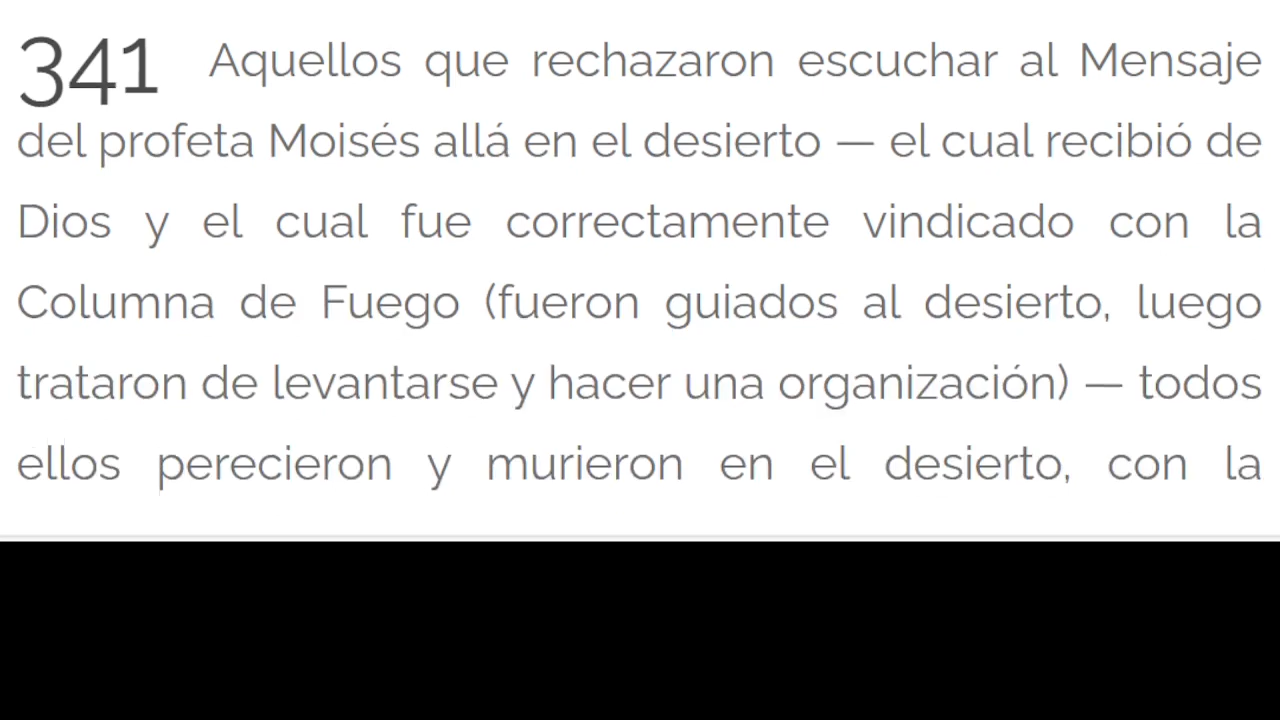 341 Aquellos que rechazaron escuchar al Mensaje
del profeta Moisés allá en el desierto — el cual recibió de
Dios y el cual fue correctamente vindicado con la
Columna de Fuego (fueron guiados al desierto, luego
trataron de levantarse y hacer una organización) — todos
ellos perecieron y murieron en el desierto, con la